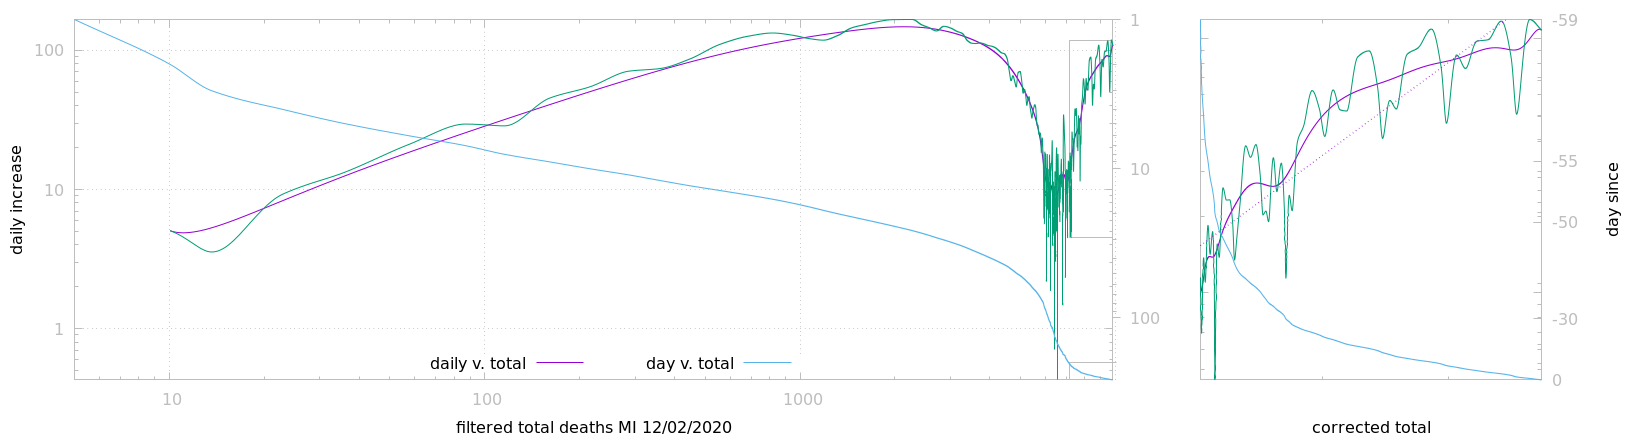 daily increase
100
10
1
10
100
1000
daily v. total
day v. total
filtered total deaths MI 12/02/2020
1
10
100
-59
-55
-50
-30
0
day since
corrected total